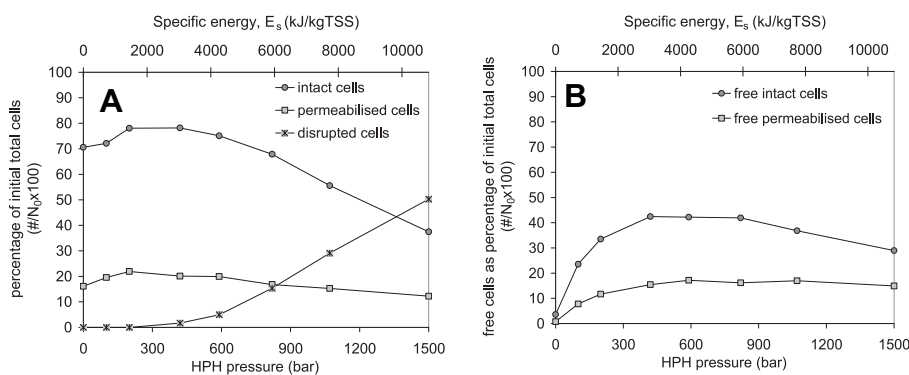 Specific energy, Eₛ (kJ/kgTSS)
0 2000 4000 6000 8000 10000
A
intact cells
permeabilised cells
disrupted cells
percentage of initial total cells
(#/N₀x100)
100
90
80
70
60
50
40
30
20
10
0
0 300 600 900 1200 1500
HPH pressure (bar)
Specific energy, Eₛ (kJ/kgTSS)
0 2000 4000 6000 8000 10000
B
free intact cells
free permeabilised cells
free cells as percentage of initial total cells
(#/N₀x100)
100
90
80
70
60
50
40
30
20
10
0
0 300 600 900 1200 1500
HPH pressure (bar)